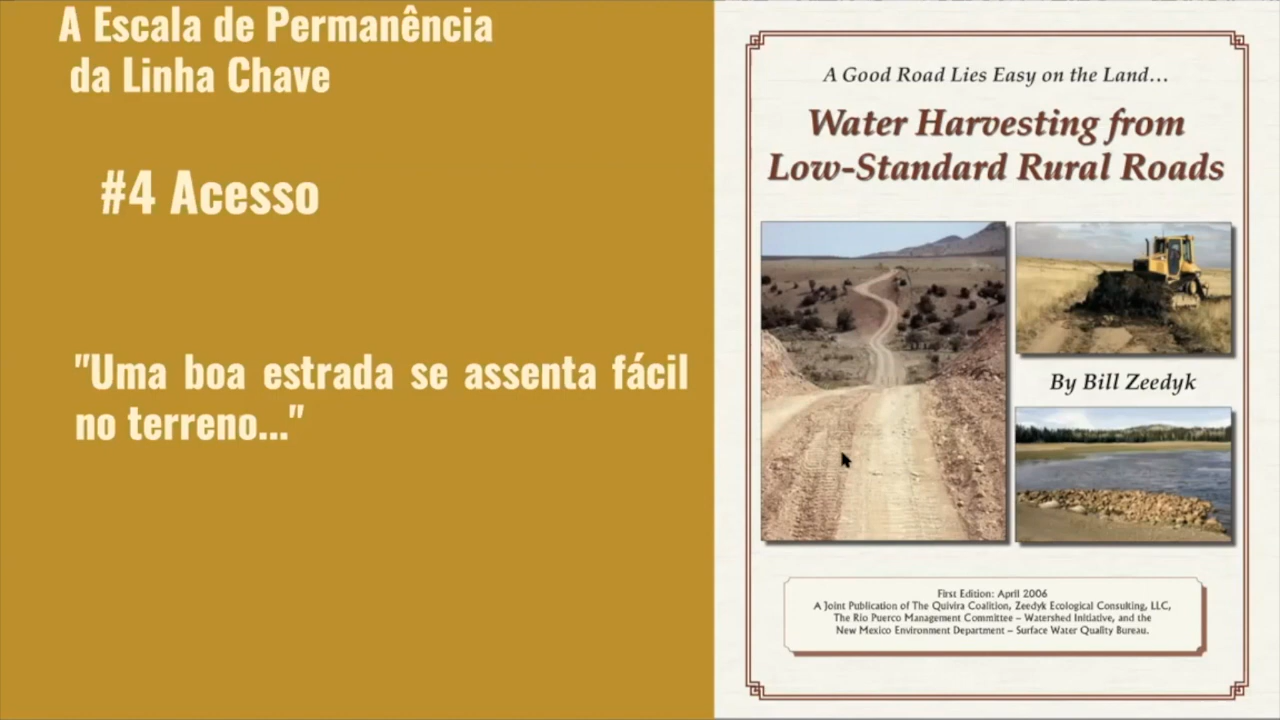 A Escala de Permanência
da Linha Chave
#4 Acesso
"Uma boa estrada se assenta fácil
no terreno..."
A Good Road Lies Easy on the Land...
Water Harvesting from
Low-Standard Rural Roads
By Bill Zeedyk
First Edition: April 2006
A Joint Publication of The Quivira Coalition, Zeedyk Ecological Consulting, LLC,
The Rio Puerco Management Committee – Watershed Initiative, and the
New Mexico Environment Department – Surface Water Quality Bureau.